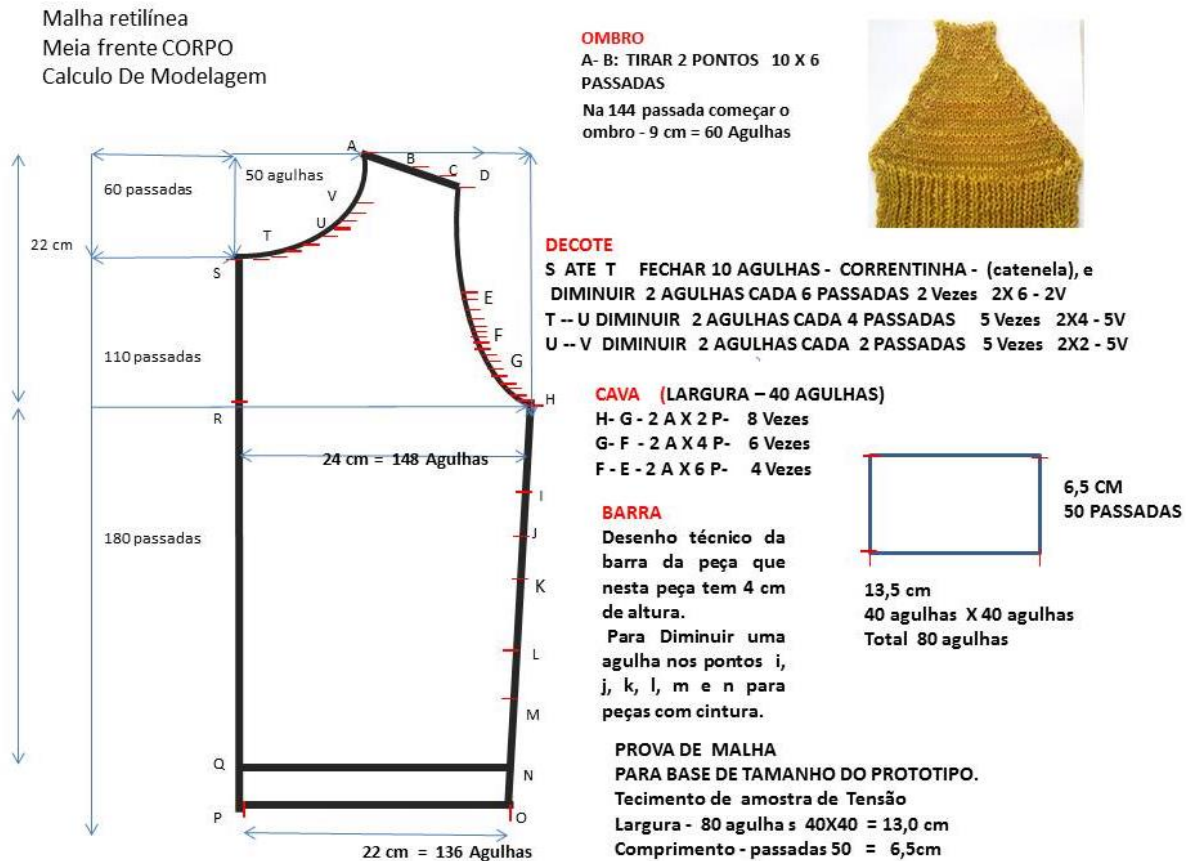 Malha retilínea
Meia frente CORPO
Calculo De Modelagem
OMBRO
A- B: TIRAR 2 PONTOS 10 X 6
PASSADAS
Na 144 passada começar o
ombro - 9 cm = 60 Agulhas
A
B
C
D
60 passadas
50 agulhas
V
U
T
22 cm
S
E
F
G
H
110 passadas
R
24 cm = 148 Agulhas
I
J
K
L
M
180 passadas
Q
N
P
O
22 cm = 136 Agulhas
DECOTE
S ATE T FECHAR 10 AGULHAS - CORRENTINHA - (catenela), e
DIMINUIR 2 AGULHAS CADA 6 PASSADAS 2 Vezes 2X 6 - 2V
T -- U DIMINUIR 2 AGULHAS CADA 4 PASSADAS 5 Vezes 2X4 - 5V
U -- V DIMINUIR 2 AGULHAS CADA 2 PASSADAS 5 Vezes 2X2 - 5V
CAVA (LARGURA – 40 AGULHAS)
H- G - 2 A X 2 P- 8 Vezes
G- F - 2 A X 4 P- 6 Vezes
F - E - 2 A X 6 P- 4 Vezes
BARRA
Desenho técnico da
barra da peça que
nesta peça tem 4 cm
de altura.
Para Diminuir uma
agulha nos pontos i,
j, k, l, m e n para
peças com cintura.
6,5 CM
50 PASSADAS
13,5 cm
40 agulhas X 40 agulhas
Total 80 agulhas
PROVA DE MALHA
PARA BASE DE TAMANHO DO PROTOTIPO.
Tecimento de amostra de Tensão
Largura - 80 agulha s 40X40 = 13,0 cm
Comprimento - passadas 50 = 6,5cm